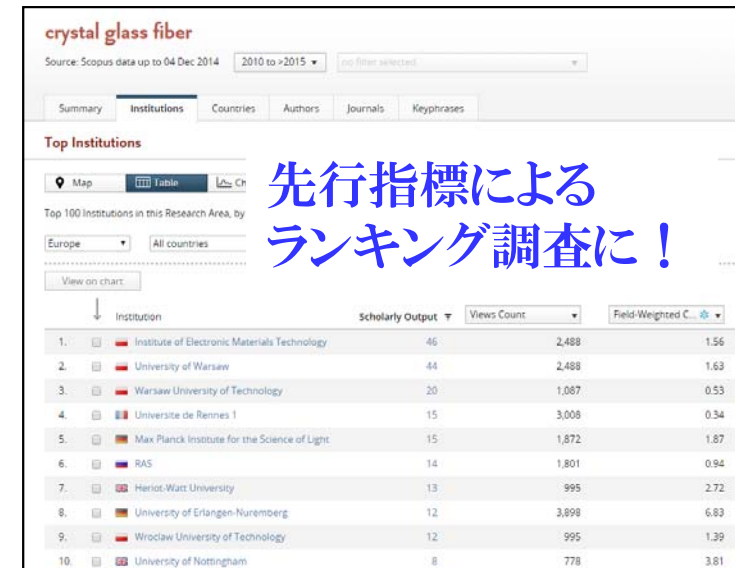 crystal glass fiber
Source: Scopus data up to 04 Dec 2014 2010 to >2015 no filter selected
Summary Institutions Countries Authors Journals Keyphrases
Top Institutions
Map Table Ch
先行指標による
ランキング調査に！
Top 100 Institutions in this Research Area, by
Europe All countries
View on chart
Institution Scholarly Output Views Count Field-Weighted C...
1. Institute of Electronic Materials Technology 46 2,488 1.56
2. University of Warsaw 44 2,488 1.63
3. Warsaw University of Technology 20 1,087 0.53
4. Universite de Rennes 1 15 3,008 0.34
5. Max Planck Institute for the Science of Light 15 1,872 1.87
6. RAS 14 1,801 0.94
7. Heriot-Watt University 13 995 2.72
8. University of Erlangen-Nuremberg 12 3,898 6.83
9. Wroclaw University of Technology 12 995 1.39
10. University of Nottingham 8 778 3.81